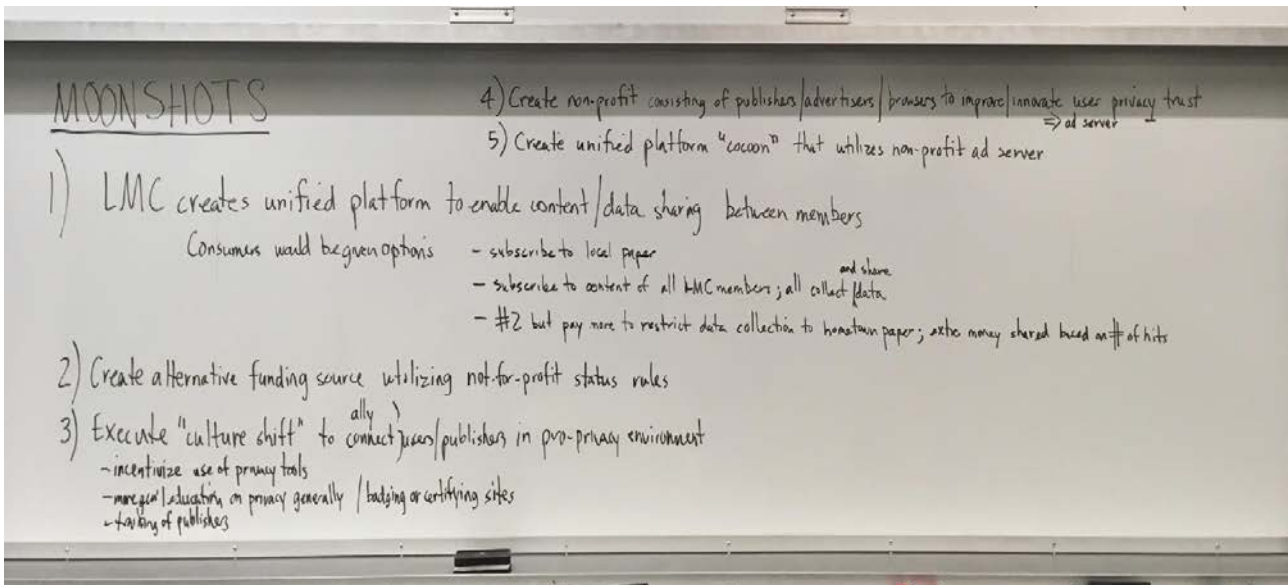 MOONSHOTS
1) LMC creates unified platform to enable content/data sharing between members
Consumers would be given options
- subscribe to local paper
and share
- subscribe to content of all LMC members; all collect/data
- #2 but pay more to restrict data collection to hometown paper; extra money shared based on # of hits
2) Create alternative funding source utilizing not-for-profit status rules
ally
3) Execute "culture shift" to connect users/publishers in pro-privacy environment
- incentivize use of privacy tools
- education on privacy generally / badging or certifying sites
- of publishers
4) Create non-profit consisting of publishers/advertisers/browsers to improve/innovate user privacy trust
=> ad server
5) Create unified platform "cocoon" that utilizes non-profit ad server